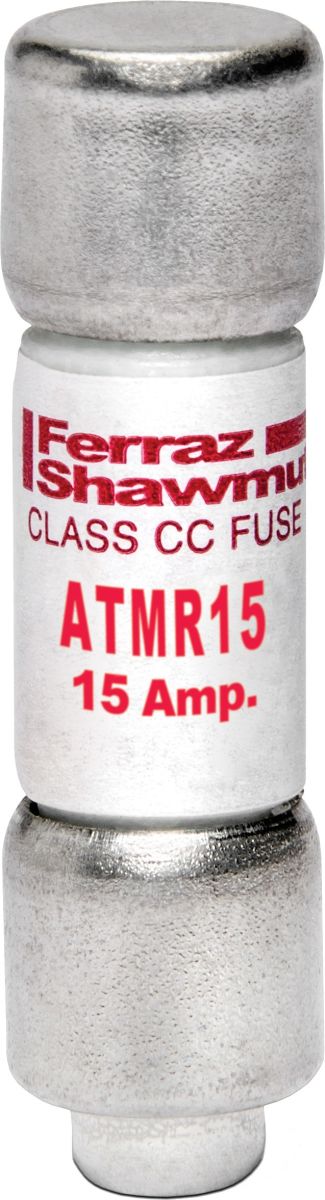 Ferraz
Shawmut
CLASS CC FUSE
ATMR15
15 Amp.